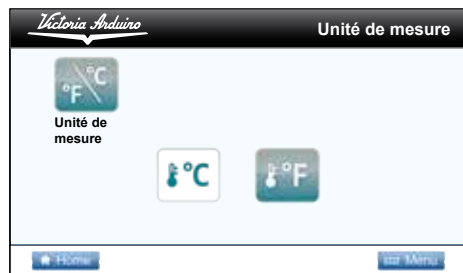 Victoria Arduino
Unité de mesure
°F °C
Unité de
mesure
°C
°F
Home
Menu